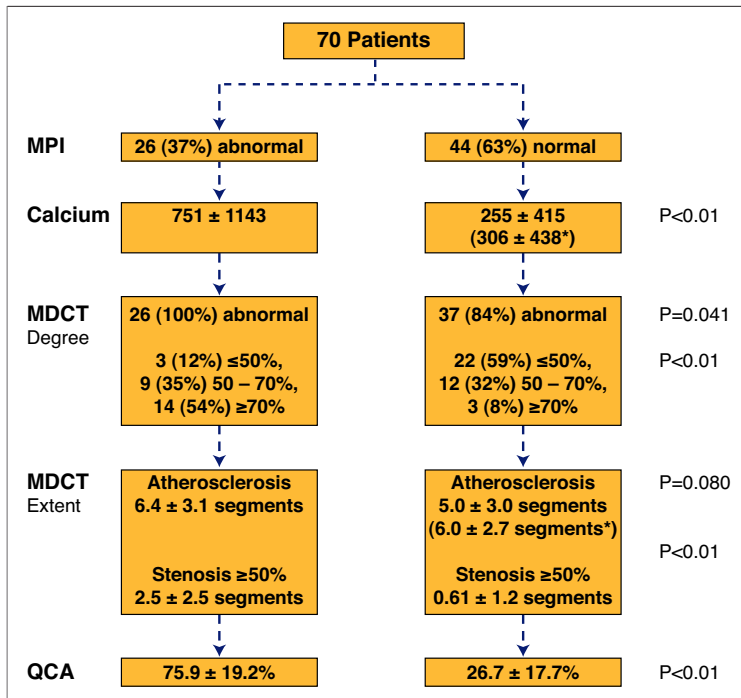 70 Patients
MPI
26 (37%) abnormal
44 (63%) normal
Calcium
751 ± 1143
255 ± 415
(306 ± 438*)
P<0.01
MDCT
Degree
26 (100%) abnormal
3 (12%) ≤50%,
9 (35%) 50 – 70%,
14 (54%) ≥70%
37 (84%) abnormal
22 (59%) ≤50%,
12 (32%) 50 – 70%,
3 (8%) ≥70%
P=0.041
P<0.01
MDCT
Extent
Atherosclerosis
6.4 ± 3.1 segments
Stenosis ≥50%
2.5 ± 2.5 segments
Atherosclerosis
5.0 ± 3.0 segments
(6.0 ± 2.7 segments*)
Stenosis ≥50%
0.61 ± 1.2 segments
P=0.080
P<0.01
QCA
75.9 ± 19.2%
26.7 ± 17.7%
P<0.01